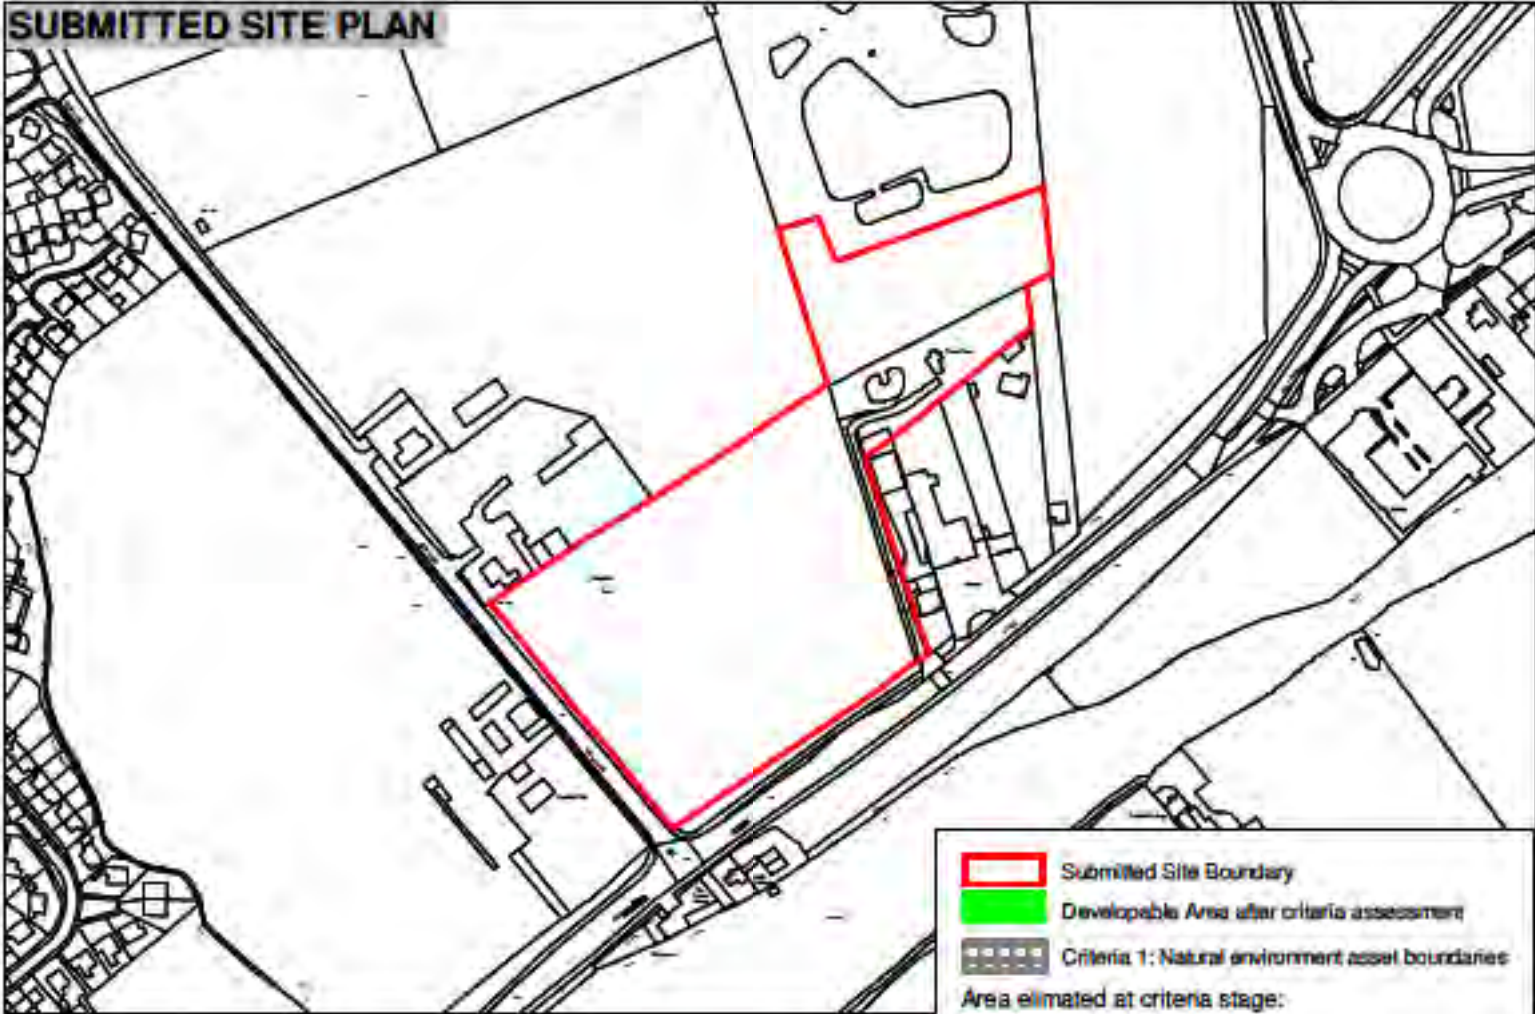 SUBMITTED SITE PLAN
Submitted Site Boundary
Developable Area after criteria assessment
Criteria 1: Natural environment asset boundaries
Area elimated at criteria stage: